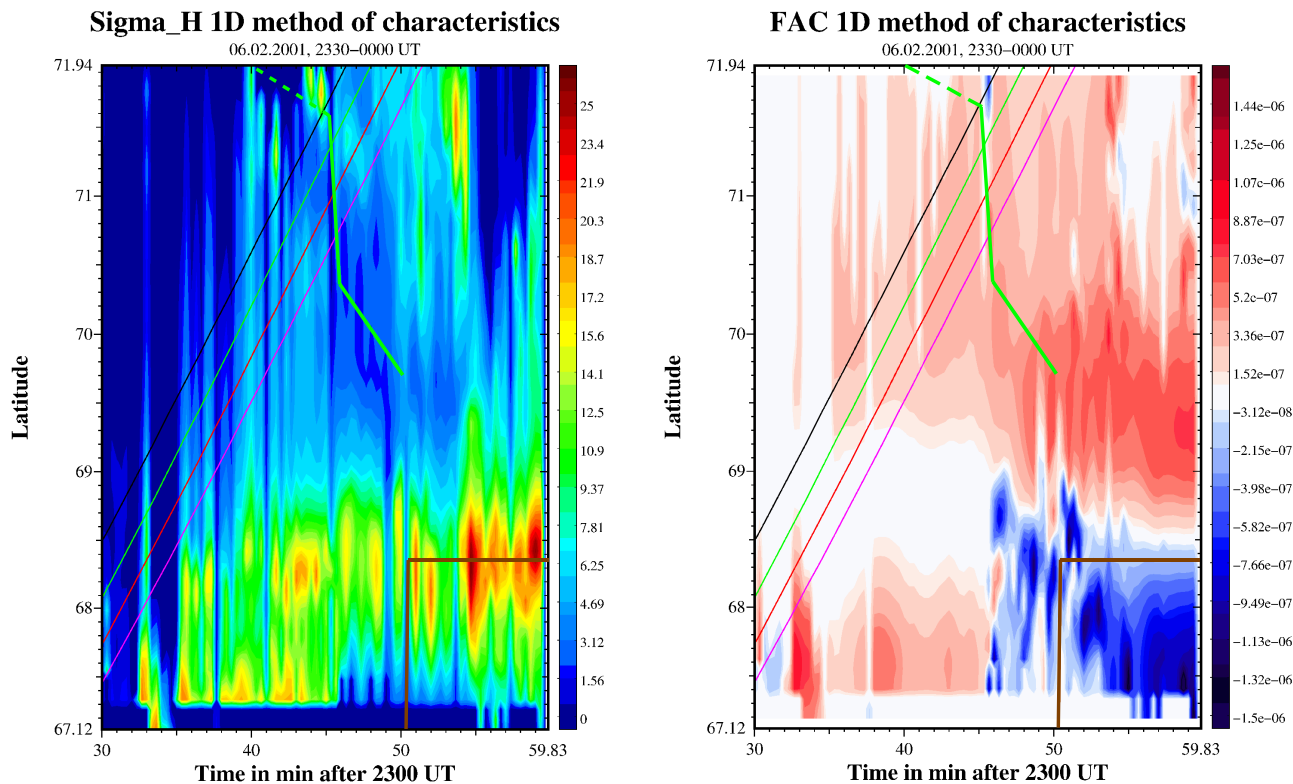 Sigma_H 1D method of characteristics
06.02.2001, 2330−0000 UT
71.94
71
70
69
68
67.12
Latitude
30
40
50
59.83
Time in min after 2300 UT
25
23.4
21.9
20.3
18.7
17.2
15.6
14.1
12.5
10.9
9.37
7.81
6.25
4.69
3.12
1.56
0
FAC 1D method of characteristics
06.02.2001, 2330−0000 UT
71.94
71
70
69
68
67.12
Latitude
30
40
50
59.83
Time in min after 2300 UT
1.44e−06
1.25e−06
1.07e−06
8.87e−07
7.03e−07
5.2e−07
3.36e−07
1.52e−07
−3.12e−08
−2.15e−07
−3.98e−07
−5.82e−07
−7.66e−07
−9.49e−07
−1.13e−06
−1.32e−06
−1.5e−06